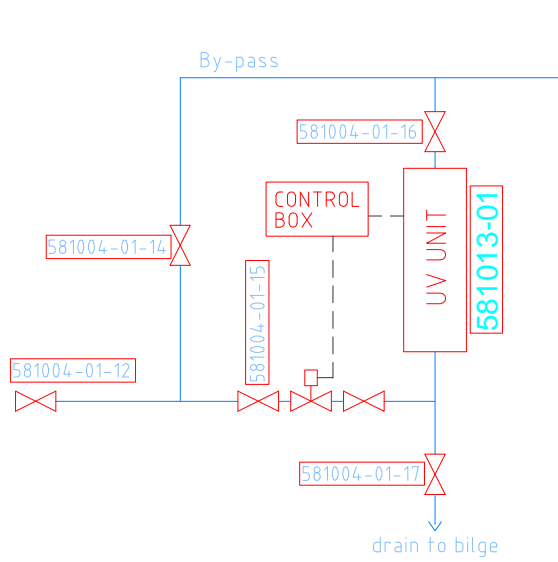 By-pass
581004-01-16
CONTROL
BOX
UV UNIT
581013-01
581004-01-14
581004-01-15
581004-01-12
581004-01-17
drain to bilge